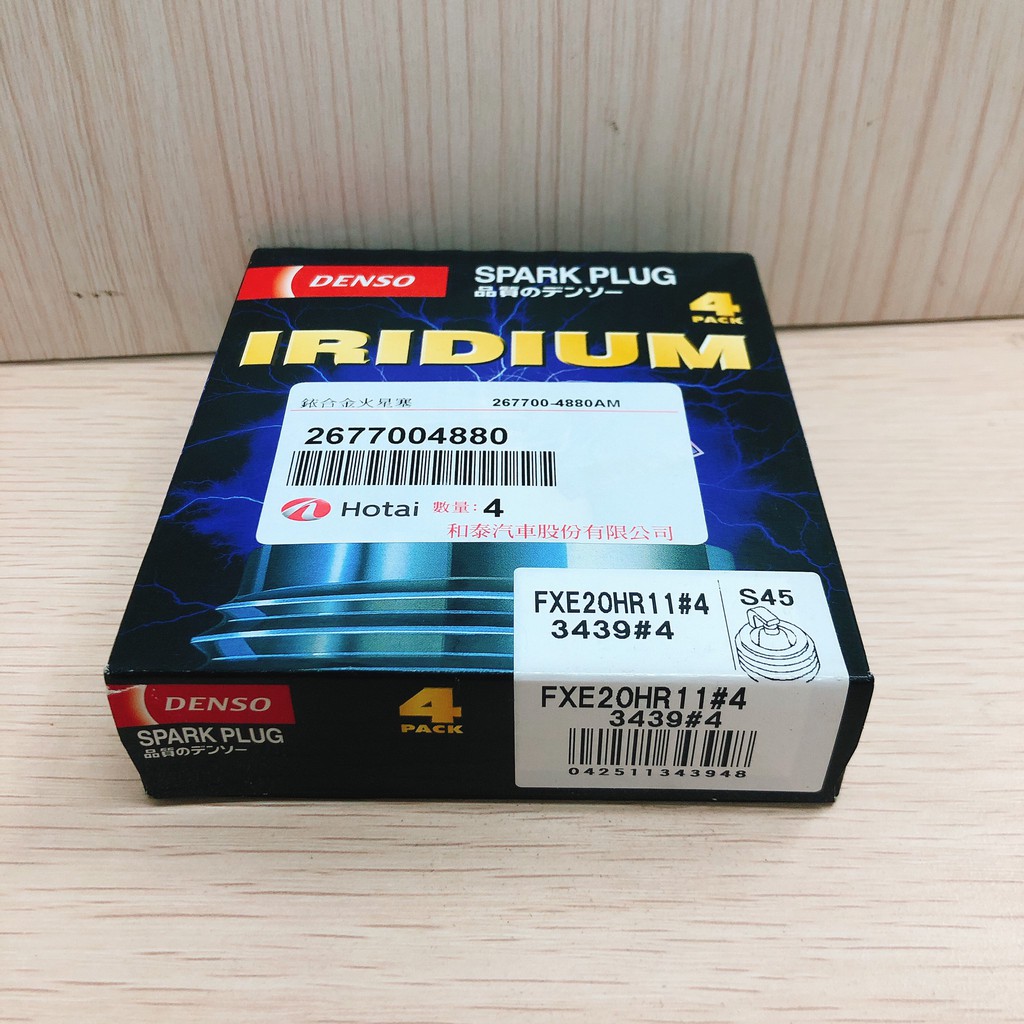 DENSO
SPARK PLUG
品質のデンソー
4
PACK
IRIDIUM
銥合金火星塞 267700-4880AM
2677004880
Hotai 數量: 4
和泰汽車股份有限公司
FXE20HR11#4 S45
3439#4
DENSO
SPARK PLUG
品質のデンソー
4
PACK
FXE20HR11#4
3439#4
042511343948